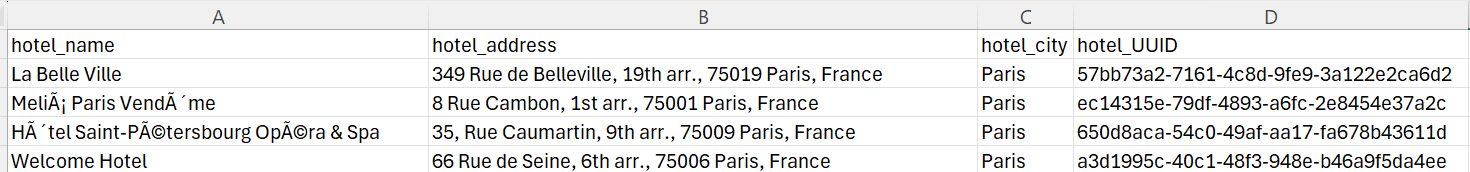 A B C D
hotel_name hotel_address hotel_city hotel_UUID
La Belle Ville 349 Rue de Belleville, 19th arr., 75019 Paris, France Paris 57bb73a2-7161-4c8d-9fe9-3a122e2ca6d2
MeliÃ¡ Paris VendÃ´me 8 Rue Cambon, 1st arr., 75001 Paris, France Paris ec14315e-79df-4893-a6fc-2e8454e37a2c
HÃ´tel Saint-PÃ©tersbourg OpÃ©ra & Spa 35, Rue Caumartin, 9th arr., 75009 Paris, France Paris 650d8aca-54c0-49af-aa17-fa678b43611d
Welcome Hotel 66 Rue de Seine, 6th arr., 75006 Paris, France Paris a3d1995c-40c1-48f3-948e-b46a9f5da4ee